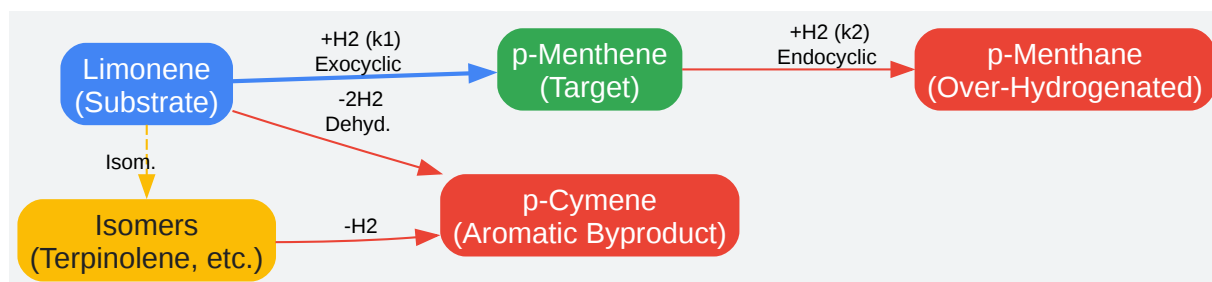 Limonene
(Substrate)
+H2 (k1)
Exocyclic
p-Menthene
(Target)
+H2 (k2)
Endocyclic
p-Menthane
(Over-Hydrogenated)
-2H2
Dehyd.
Isom.
Isomers
(Terpinolene, etc.)
-H2
p-Cymene
(Aromatic Byproduct)